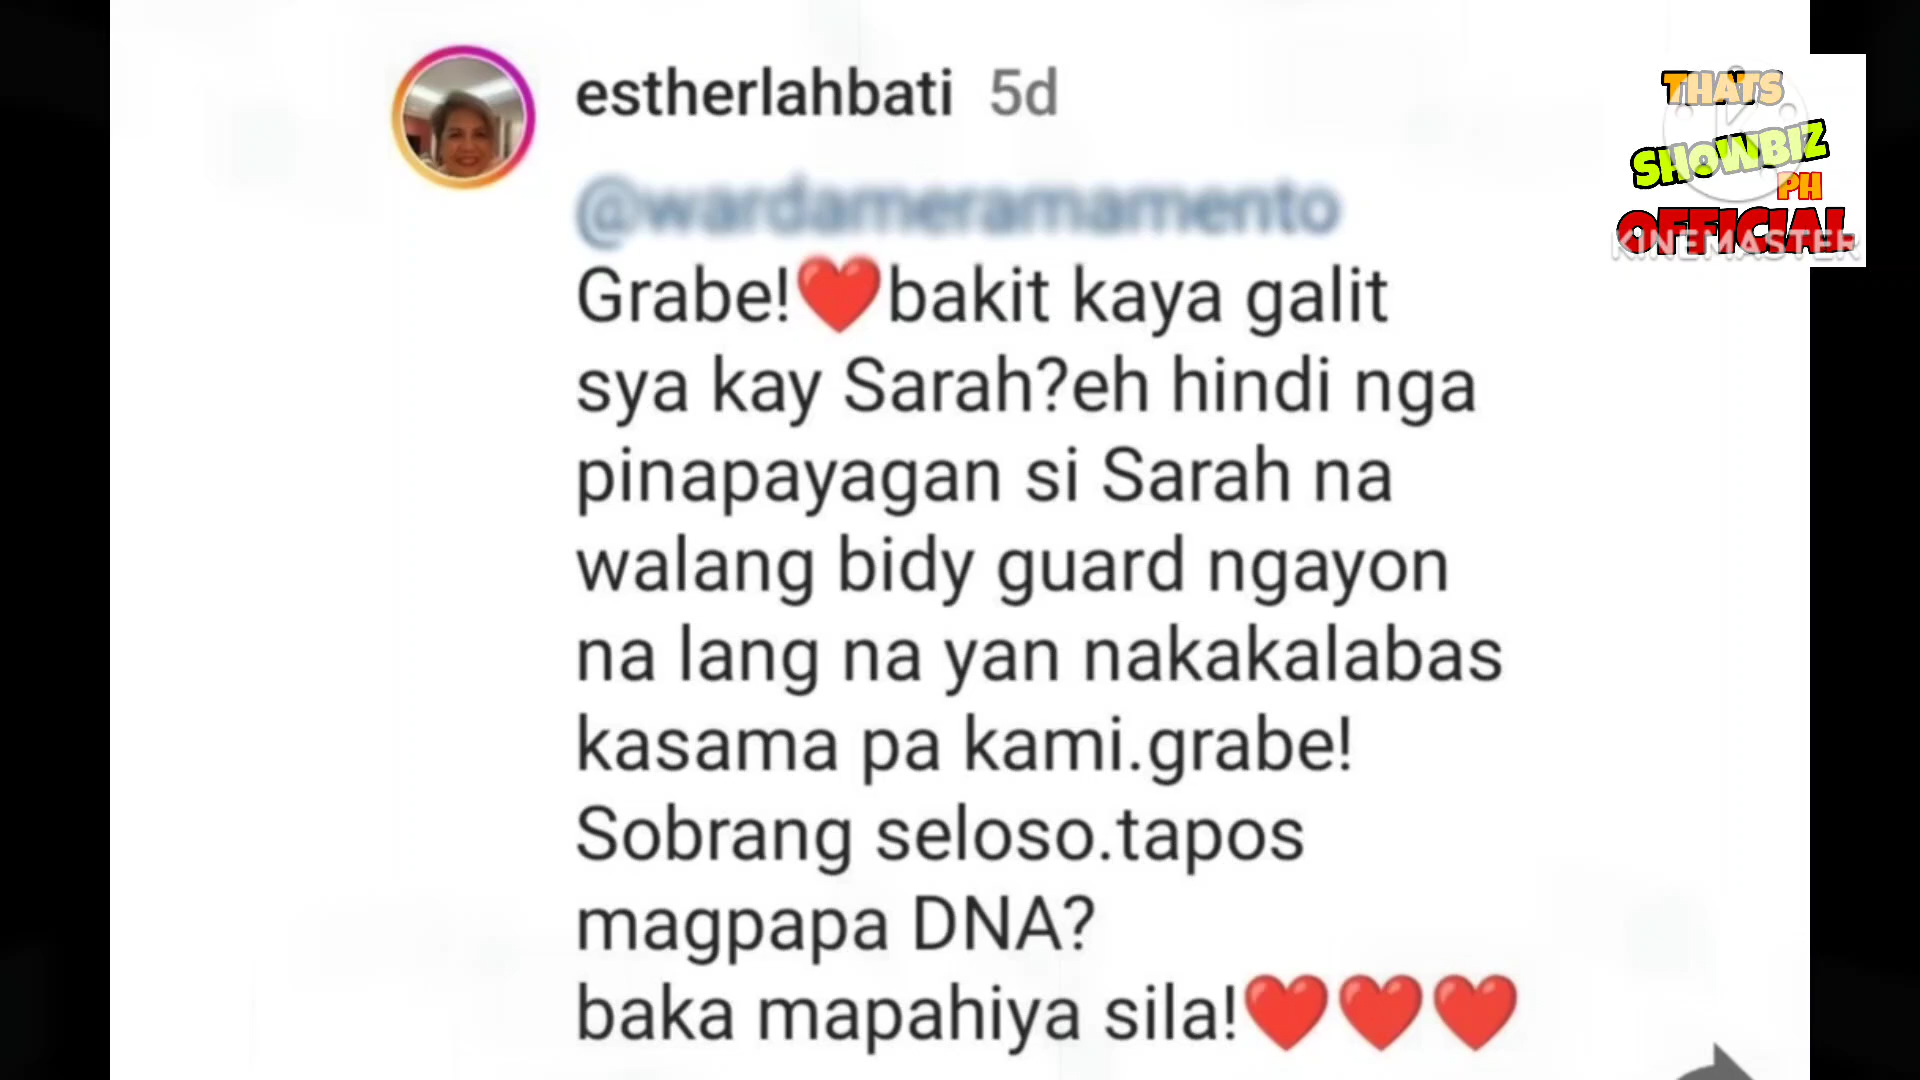 estherlahbati 5d
@wardameramamento
Grabe!❤️bakit kaya galit
sya kay Sarah?eh hindi nga
pinapayagan si Sarah na
walang bidy guard ngayon
na lang na yan nakakalabas
kasama pa kami.grabe!
Sobrang seloso.tapos
magpapa DNA?
baka mapahiya sila!❤️❤️❤️
THATS
SHOWBIZ
PH
OFFICIAL
KINEMASTER